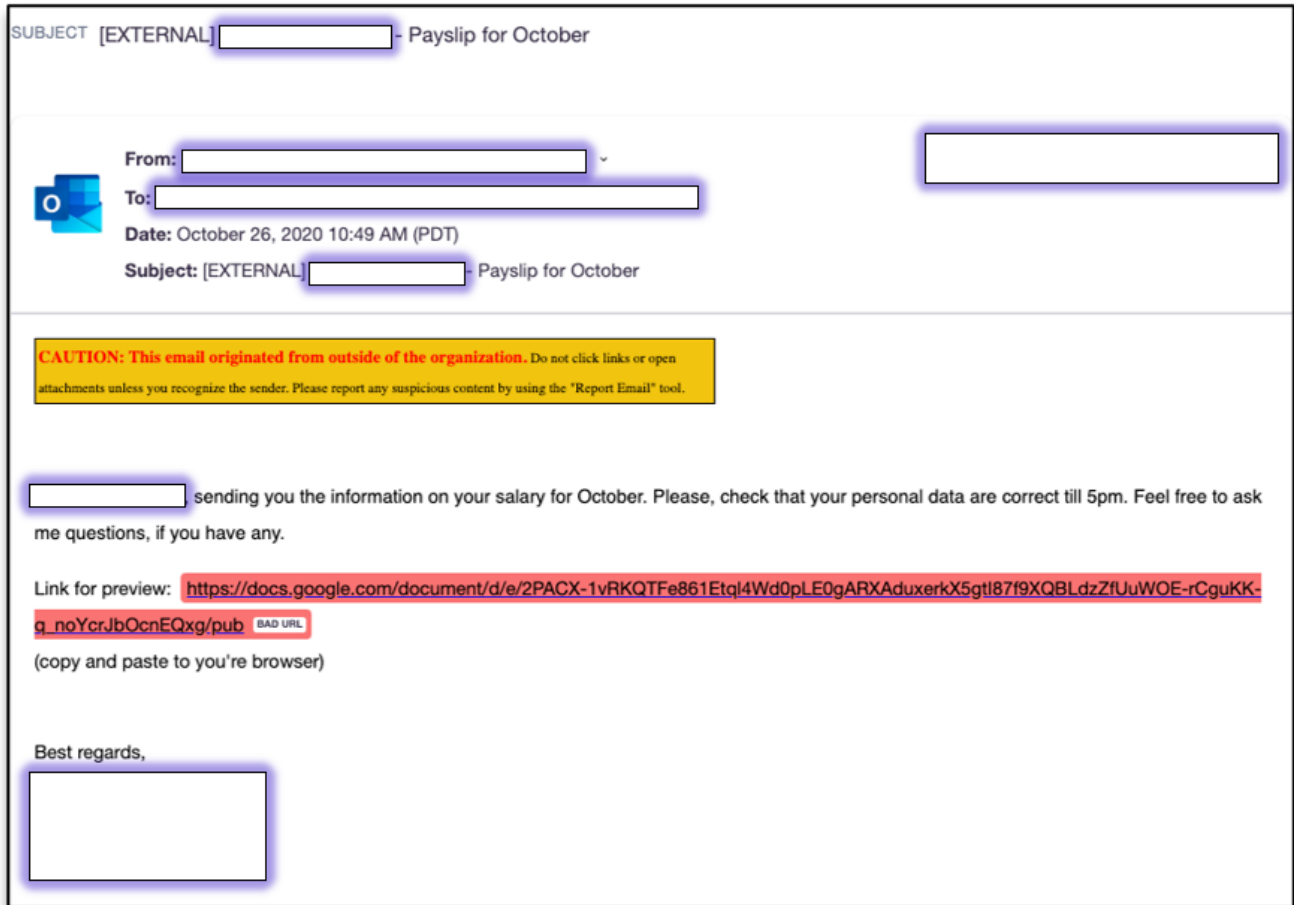 SUBJECT [EXTERNAL] - Payslip for October
From:
To:
Date: October 26, 2020 10:49 AM (PDT)
Subject: [EXTERNAL] - Payslip for October
CAUTION: This email originated from outside of the organization. Do not click links or open
attachments unless you recognize the sender. Please report any suspicious content by using the "Report Email" tool.
, sending you the information on your salary for October. Please, check that your personal data are correct till 5pm. Feel free to ask
me questions, if you have any.
Link for preview: https://docs.google.com/document/d/e/2PACX-1vRKQTFe861Etql4Wd0pLE0gARXAduxerkX5gtI87f9XQBLdzZfUuWOE-rCguKK-
q_noYcrJbOcnEQxg/pub BAD URL
(copy and paste to you're browser)
Best regards,